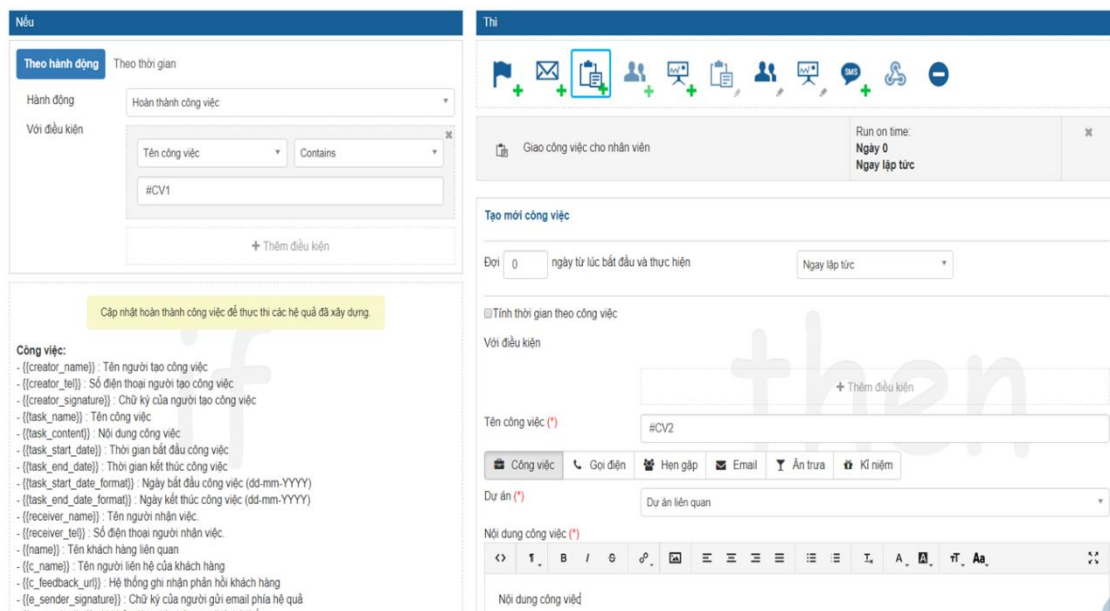 Nếu
Theo hành động
Theo thời gian
Hành động
Hoàn thành công việc
Với điều kiện
Tên công việc
Contains
#CV1
+ Thêm điều kiện
Cập nhật hoàn thành công việc để thực thi các hệ quả đã xây dựng.
if
Công việc:
- {{creator_name}} : Tên người tạo công việc
- {{creator_tel}} : Số điện thoại người tạo công việc
- {{creator_signature}} : Chữ ký của người tạo công việc
- {{task_name}} : Tên công việc
- {{task_content}} : Nội dung công việc
- {{task_start_date}} : Thời gian bắt đầu công việc
- {{task_end_date}} : Thời gian kết thúc công việc
- {{task_start_date_format}} : Ngày bắt đầu công việc (dd-mm-YYYY)
- {{task_end_date_format}} : Ngày kết thúc công việc (dd-mm-YYYY)
- {{receiver_name}} : Tên người nhận việc.
- {{receiver_tel}} : Số điện thoại người nhận việc.
- {{name}} : Tên khách hàng liên quan
- {{c_name}} : Tên người liên hệ của khách hàng
- {{c_feedback_url}} : Hệ thống ghi nhận phản hồi khách hàng
- {{e_sender_signature}} : Chữ ký của người gửi email phía hệ quả
Thì
SMS
Giao công việc cho nhân viên
Run on time:
Ngày 0
Ngay lập tức
Tạo mới công việc
Đợi 0 ngày từ lúc bắt đầu và thực hiện
Ngay lập tức
Tính thời gian theo công việc
Với điều kiện
then
+ Thêm điều kiện
Tên công việc (*)
#CV2
Công việc
Gọi điện
Hẹn gặp
Email
Ăn trưa
Kỉ niệm
Dự án (*)
Dự án liên quan
Nội dung công việc (*)
B I
Aa
Nội dung công việc